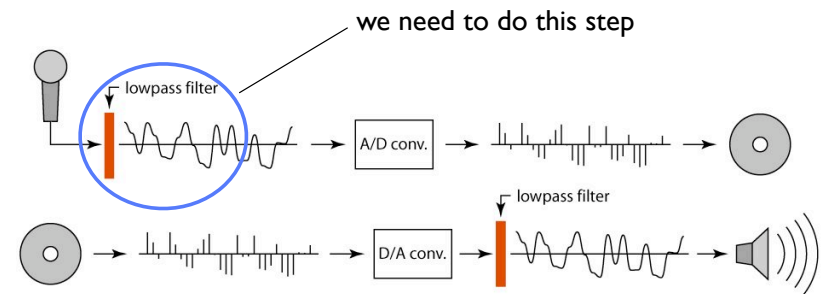 we need to do this step
lowpass filter
A/D conv.
lowpass filter
D/A conv.